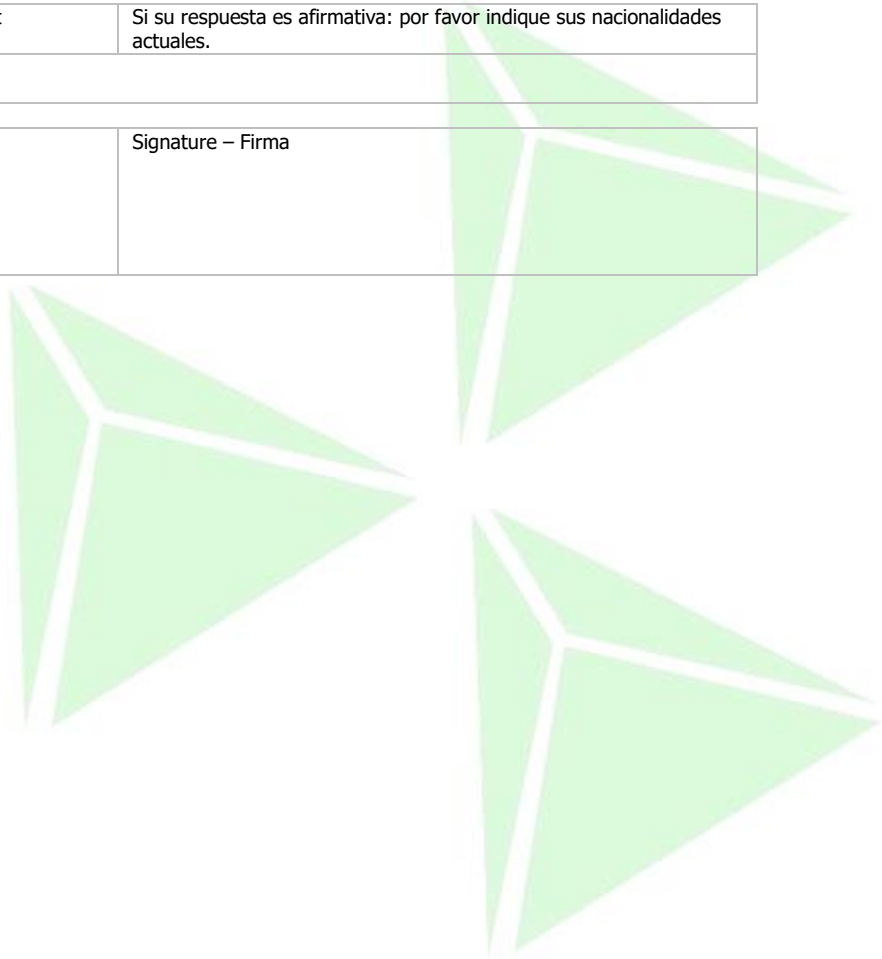 Si su respuesta es afirmativa: por favor indique sus nacionalidades
actuales.
Signature – Firma